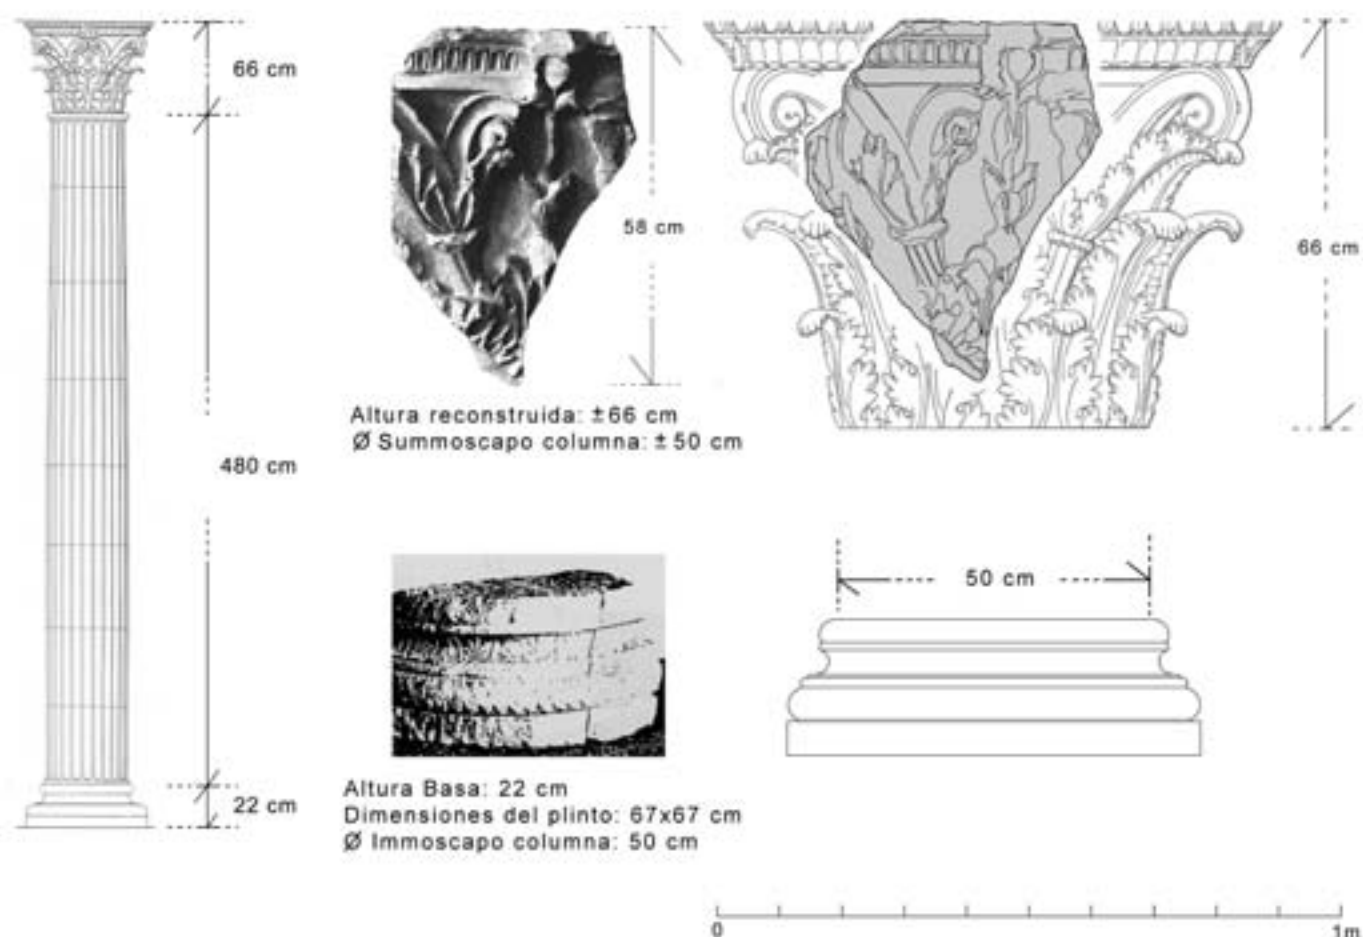 66 cm
480 cm
22 cm
58 cm
Altura reconstruida: ±66 cm
Ø Summoscapo columna: ± 50 cm
66 cm
Altura Basa: 22 cm
Dimensiones del plinto: 67x67 cm
Ø Immoscapo columna: 50 cm
50 cm
0
1m